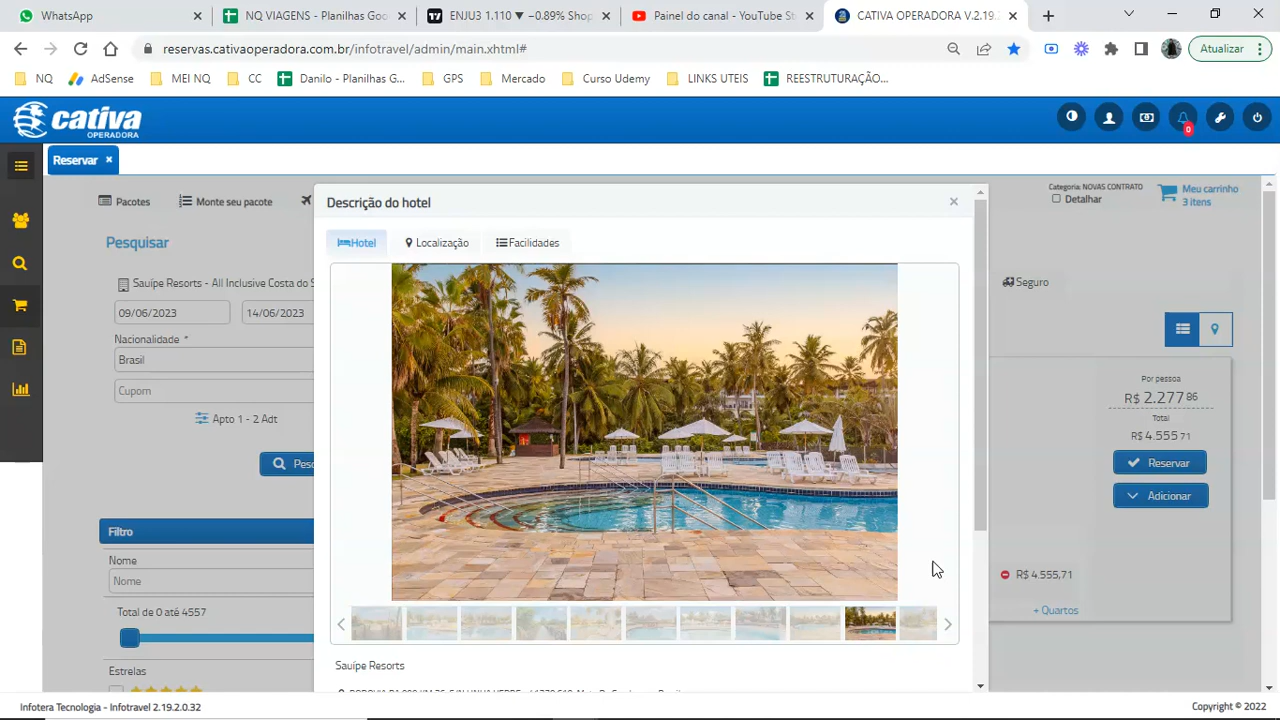 WhatsApp
NQ VIAGENS - Planilhas Goo
ENJU3 1.110 ▼ −0.89% Shop
Painel do canal - YouTube St
CATIVA OPERADORA V.2.19.
reservas.cativaoperadora.com.br/infotravel/admin/main.xhtml#
Atualizar
NQ
AdSense
MEI NQ
CC
Danilo - Planilhas G...
GPS
Mercado
Curso Udemy
LINKS UTEIS
REESTRUTURAÇÃO...
cativa
OPERADORA
0
Reservar
Pacotes
Monte seu pacote
Descrição do hotel
Categoria: NOVAS CONTRATO
Detalhar
Meu carrinho
3 itens
Pesquisar
Hotel
Localização
Facilidades
Sauípe Resorts - All Inclusive Costa do S
Seguro
09/06/2023
14/06/2023
Nacionalidade *
Brasil
Cupom
Apto 1 - 2 Adt
Pesq
Por pessoa
R$ 2.277 86
Total
R$ 4.555 71
Reservar
Adicionar
Filtro
Nome
Nome
R$ 4.555,71
+ Quartos
Total de 0 até 4557
Estrelas
Sauípe Resorts
Infotera Tecnologia - Infotravel 2.19.2.0.32
Copyright © 2022